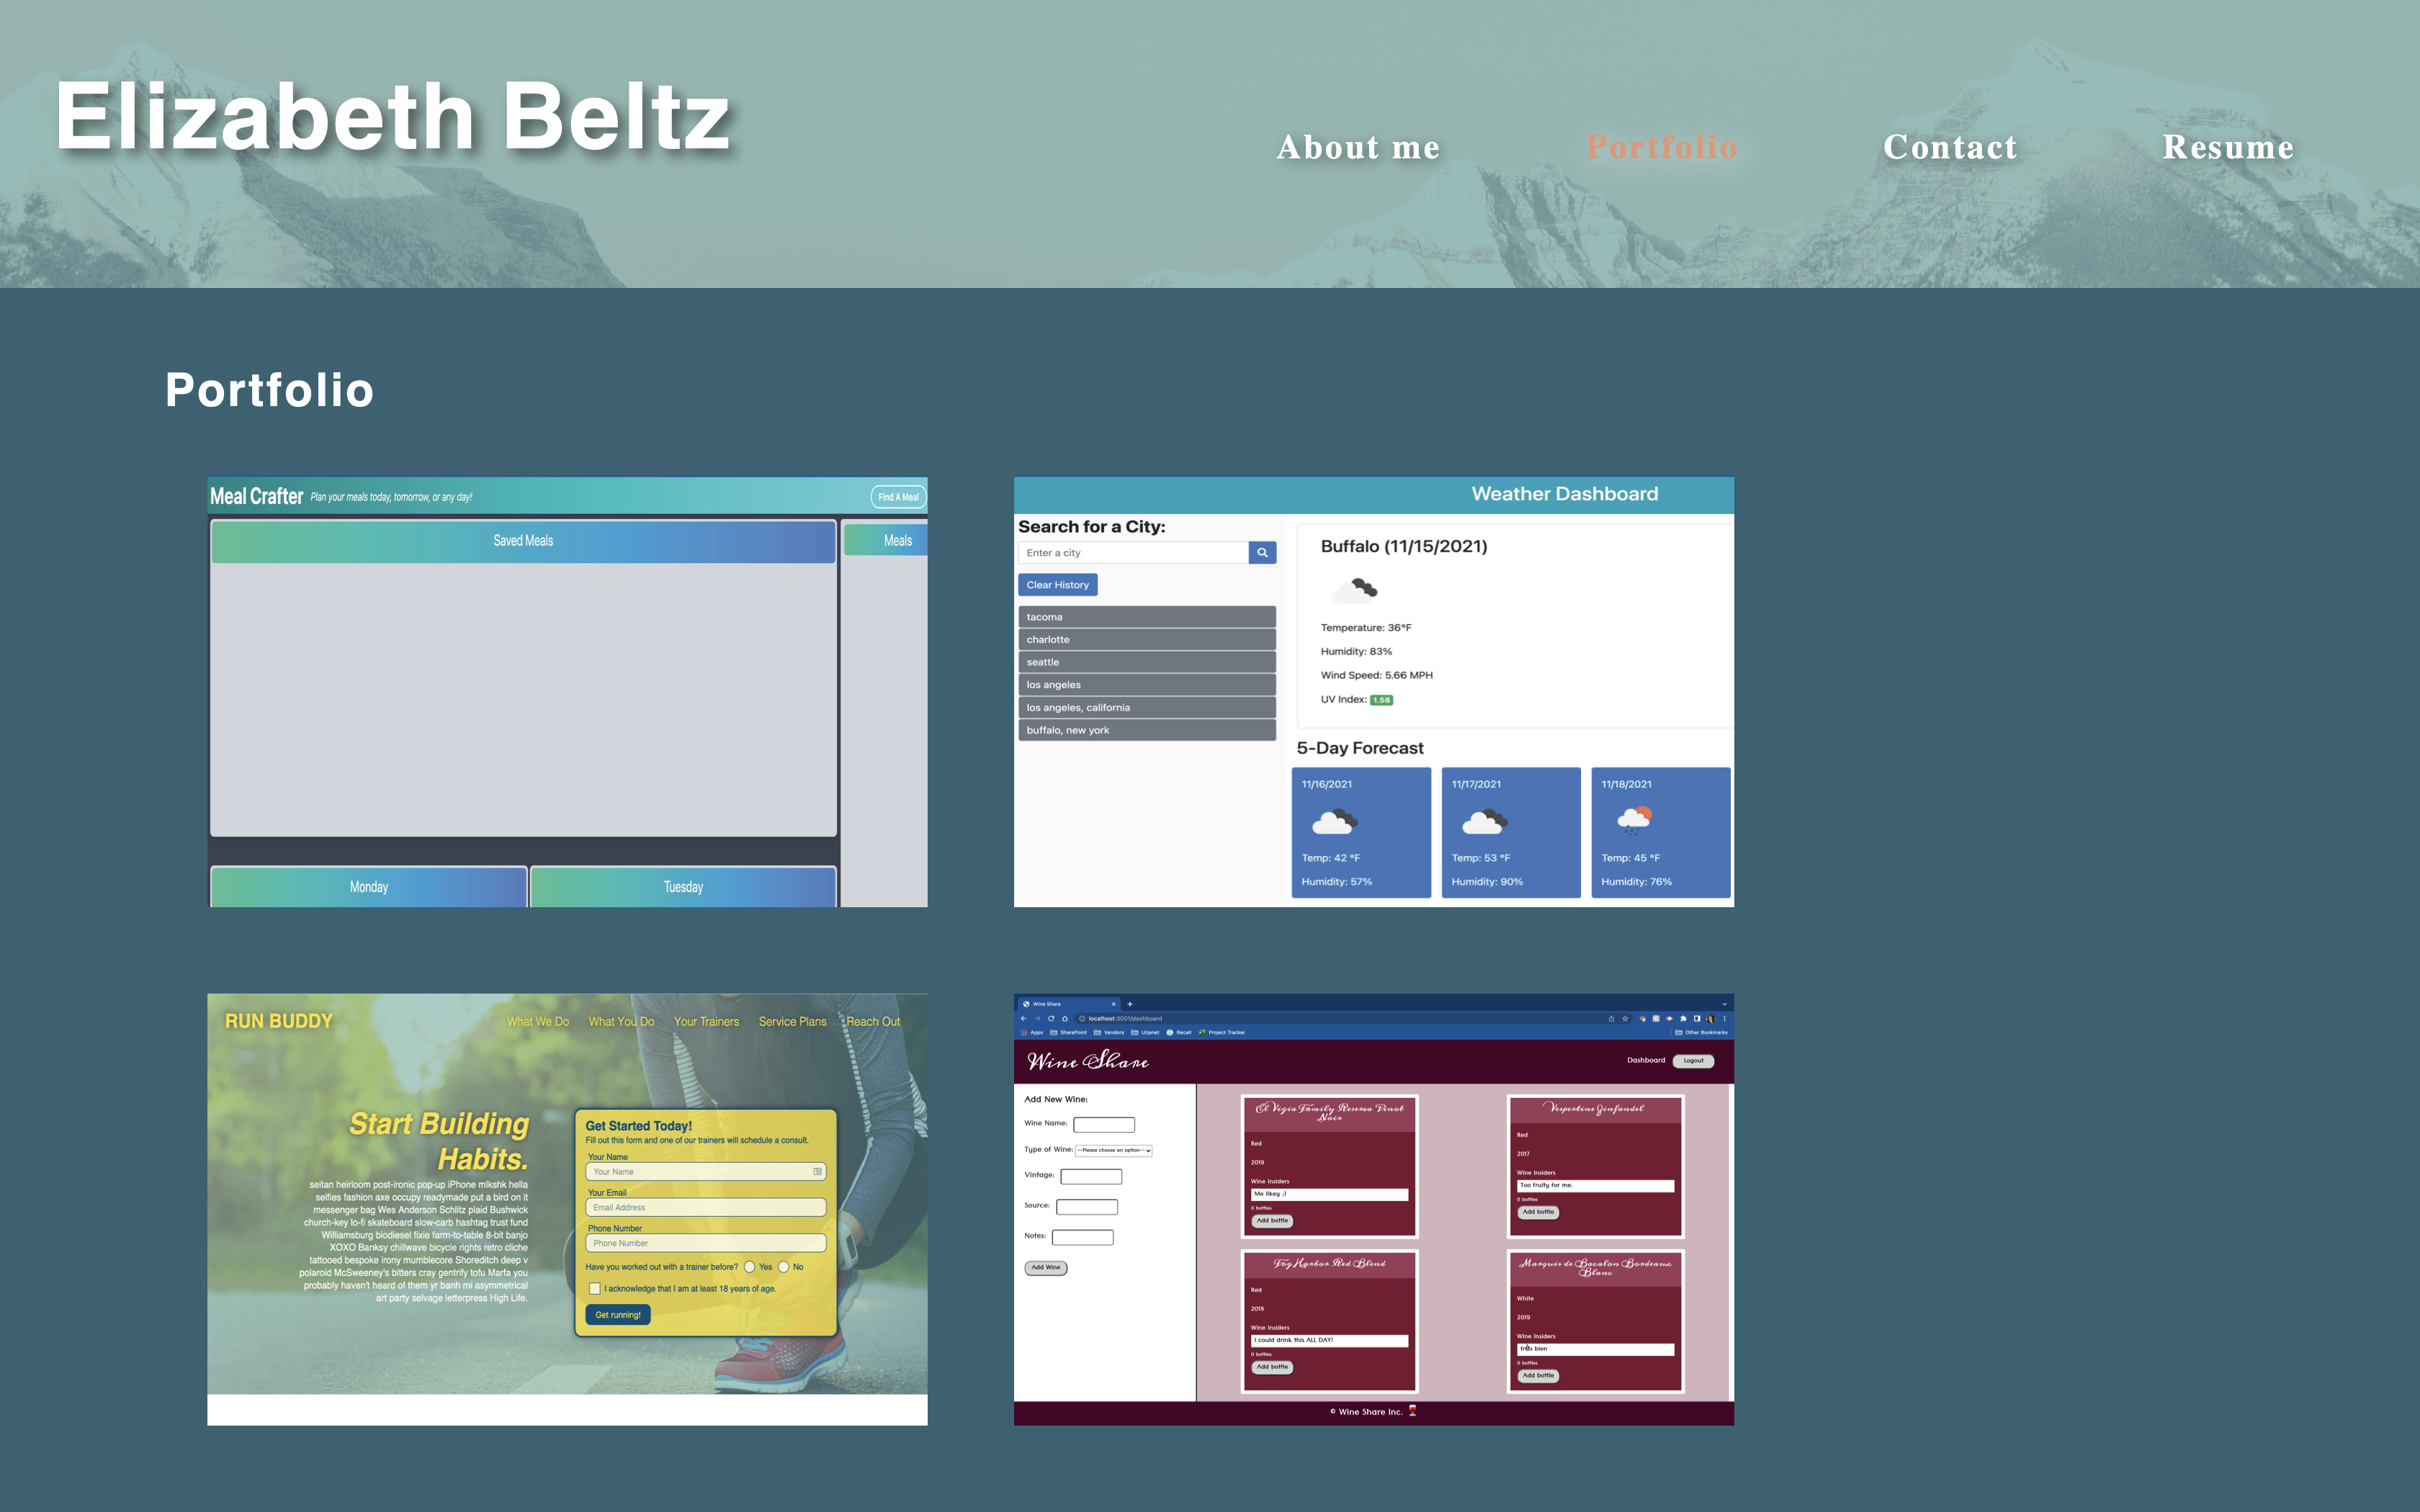 Elizabeth Beltz
About me
Portfolio
Contact
Resume
Portfolio
Meal Crafter
Plan your meals today, tomorrow, or any day!
Find A Meal
Saved Meals
Meals
Monday
Tuesday
Weather Dashboard
Search for a City:
Enter a city
Clear History
tacoma
charlotte
seattle
los angeles
los angeles, california
buffalo, new york
Buffalo (11/15/2021)
Temperature: 36°F
Humidity: 83%
Wind Speed: 5.66 MPH
UV Index: 1.58
5-Day Forecast
11/16/2021
Temp: 42 °F
Humidity: 57%
11/17/2021
Temp: 53 °F
Humidity: 90%
11/18/2021
Temp: 45 °F
Humidity: 76%
RUN BUDDY
What We Do
What You Do
Your Trainers
Service Plans
Reach Out
Start Building
Habits.
seitan heirloom post-ironic pop-up iPhone mlkshk hella
selfies fashion axe occupy readymade put a bird on it
messenger bag Wes Anderson Schlitz plaid Bushwick
church-key lo-fi skateboard slow-carb hashtag trust fund
Williamsburg biodiesel fixie farm-to-table 8-bit banjo
XOXO Banksy chillwave bicycle rights retro cliche
tattooed bespoke irony mumblecore Shoreditch deep v
polaroid McSweeney's bitters cray gentrify tofu Marfa you
probably haven't heard of them yr banh mi asymmetrical
art party selvage letterpress High Life.
Get Started Today!
Fill out this form and one of our trainers will schedule a consult.
Your Name
Your Name
Your Email
Email Address
Phone Number
Phone Number
Have you worked out with a trainer before? Yes No
I acknowledge that I am at least 18 years of age.
Get running!
Wine Share
localhost:3001/dashboard
Apps SharePoint Vendors Urjanet Recall Project Tracker Other Bookmarks
Wine Share
Dashboard
Logout
Add New Wine:
Wine Name:
Type of Wine: --Please choose an option--
Vintage:
Source:
Notes:
Add Wine
El Vigia Family Reserva Pinot
Noir
Red
2019
Wine Insiders
Me likey ;)
0 bottles
Add bottle
Vespertine Zinfandel
Red
2017
Wine Insiders
Too fruity for me.
0 bottles
Add bottle
Fog Harbor Red Blend
Red
2018
Wine Insiders
I could drink this ALL DAY!
0 bottles
Add bottle
Marquis de Bacalon Bordeaux
Blanc
White
2019
Wine Insiders
bien
0 bottles
Add bottle
© Wine Share Inc.